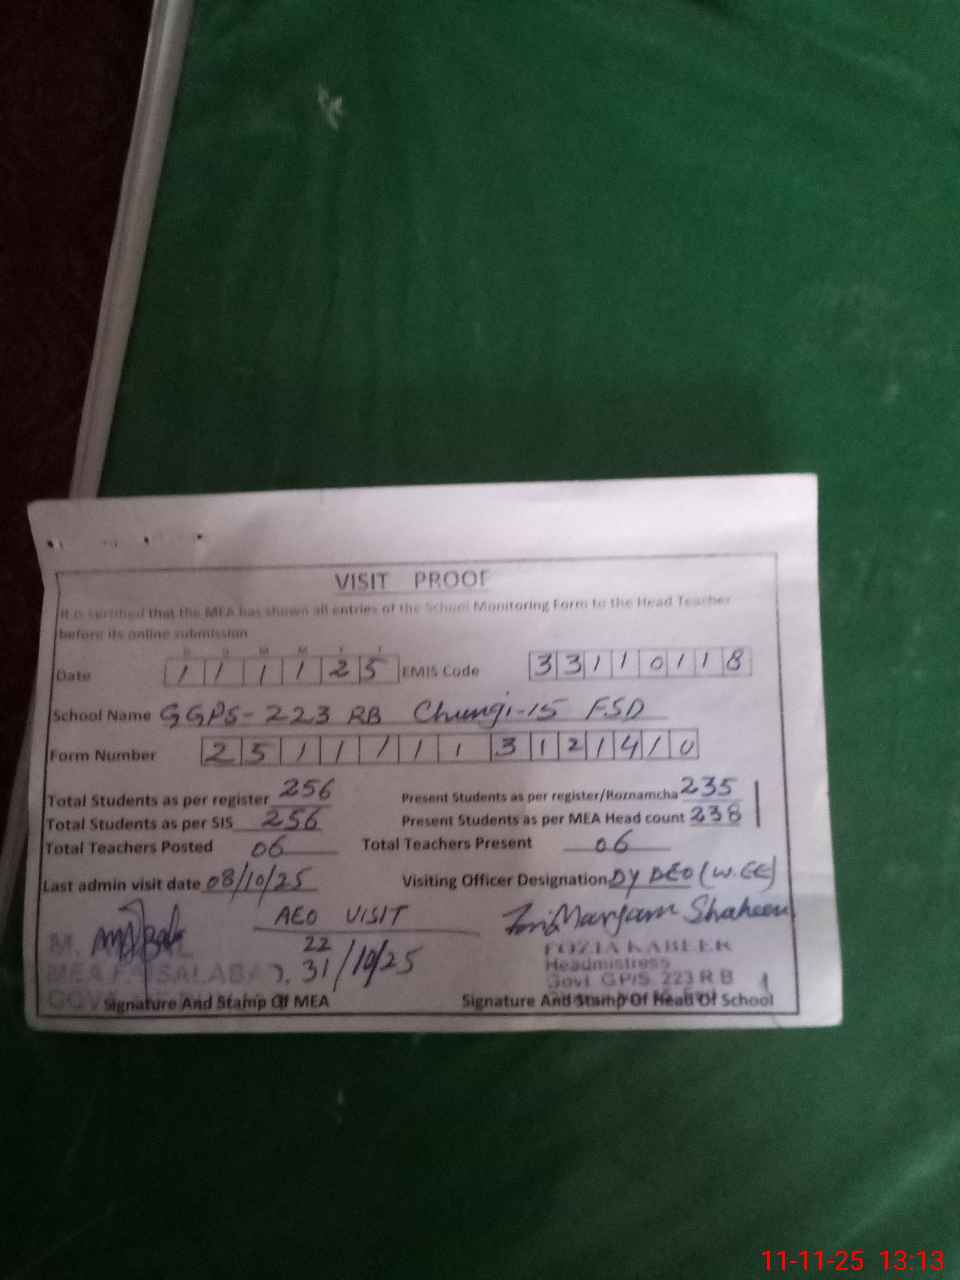 VISIT PROOF
It is certified that the MEA has shown all entries of the School Monitoring Form to the Head Teacher
before its online submission
D D M M Y Y
Date 1 1 1 1 2 5 EMIS Code 3 3 1 1 0 1 1 8
School Name GGPS-223 RB Chungi-15 FSD
Form Number 2 5 1 1 1 1 1 3 1 2 1 4 1 0
Total Students as per register 256 Present Students as per register/Roznamcha 235
Total Students as per SIS 256 Present Students as per MEA Head count 238
Total Teachers Posted 06 Total Teachers Present 06
Last admin visit date 08/10/25 Visiting Officer Designation DY DEO (W.EE)
AEO VISIT
Maryam Shaheen
22
31/10/25
M.
MEA FAISALABAD.
FOZIA KABEER
Headmistress
Govt. GP/S. 223 R B
Signature And Stamp Of MEA Signature And Stamp Of Head Of School
11-11-25 13:13